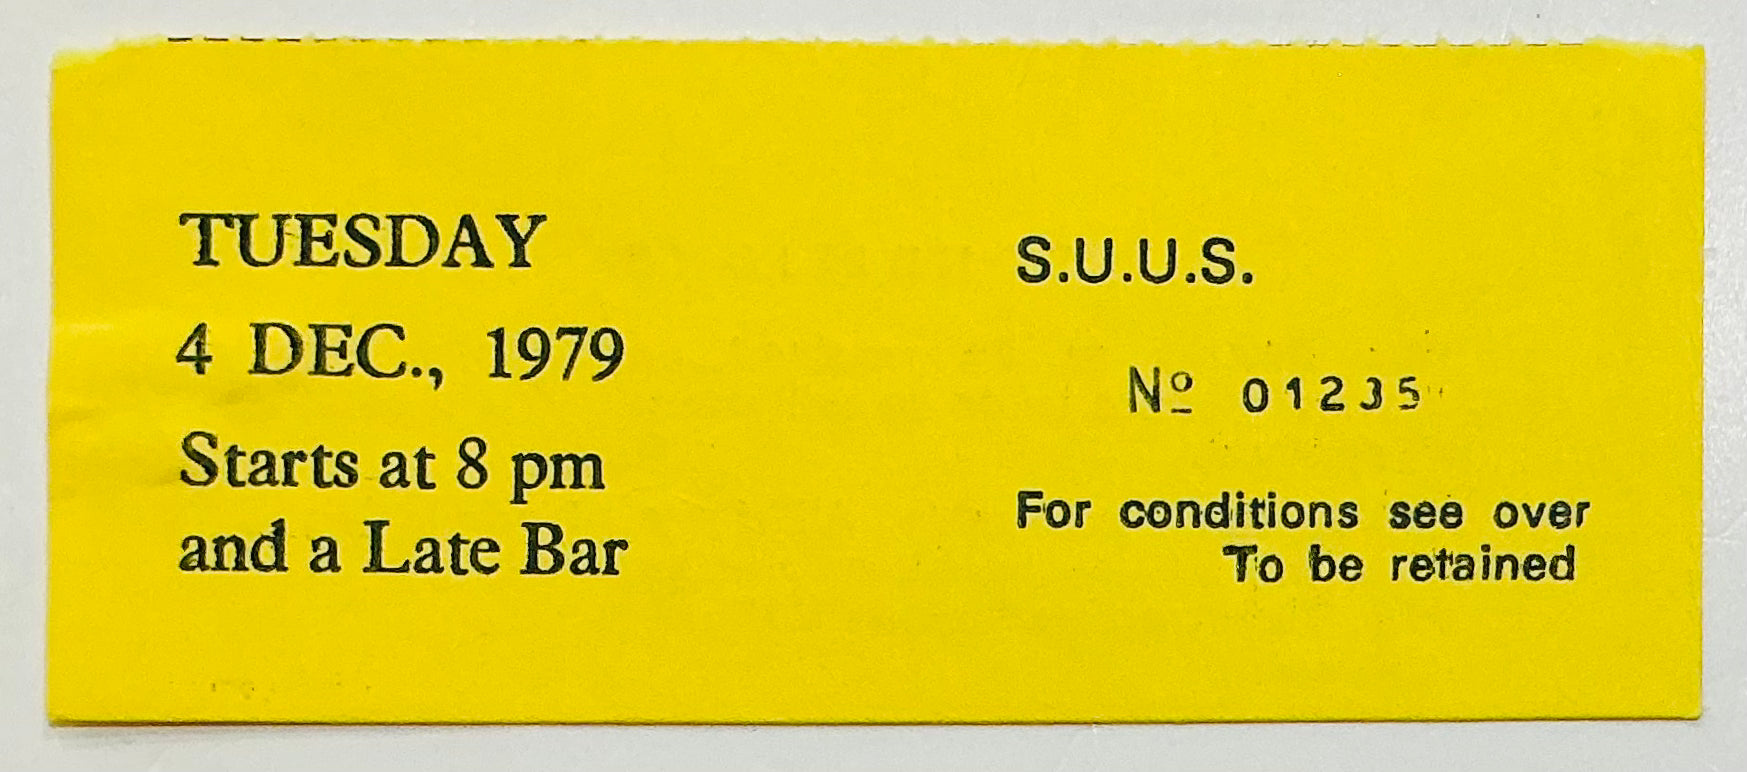 TUESDAY
4 DEC., 1979
Starts at 8 pm
and a Late Bar
S.U.U.S.
Nº 01235
For conditions see over
To be retained